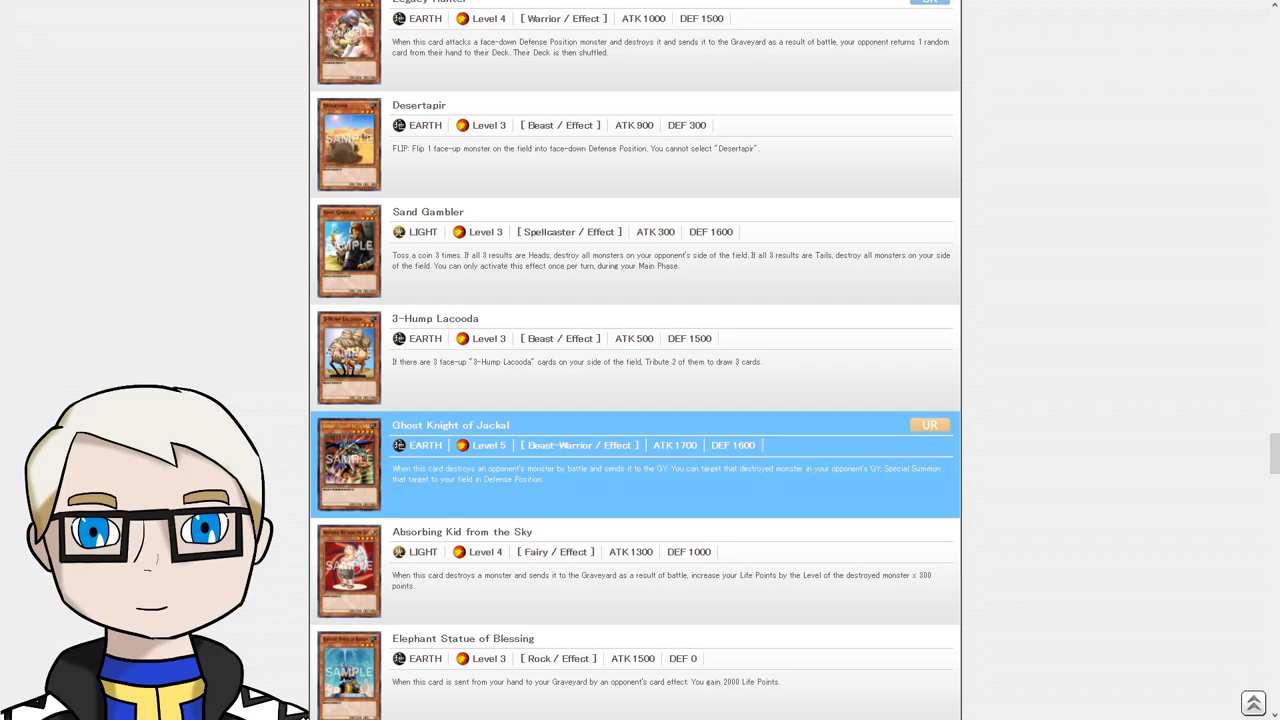 Legacy Hunter
UR
EARTH Level 4 [ Warrior / Effect ] ATK 1000 DEF 1500
When this card attacks a face-down Defense Position monster and destroys it and sends it to the Graveyard as a result of battle, your opponent returns 1 random
card from their hand to their Deck. Their Deck is then shuffled.
SAMPLE
Desertapir
EARTH Level 3 [ Beast / Effect ] ATK 900 DEF 300
FLIP: Flip 1 face-up monster on the field into face-down Defense Position. You cannot select "Desertapir".
SAMPLE
Sand Gambler
LIGHT Level 3 [ Spellcaster / Effect ] ATK 300 DEF 1600
Toss a coin 3 times. If all 3 results are Heads, destroy all monsters on your opponent's side of the field. If all 3 results are Tails, destroy all monsters on your side
of the field. You can only activate this effect once per turn, during your Main Phase.
SAMPLE
3-Hump Lacooda
EARTH Level 3 [ Beast / Effect ] ATK 500 DEF 1500
If there are 3 face-up "3-Hump Lacooda" cards on your side of the field, Tribute 2 of them to draw 3 cards.
SAMPLE
Ghost Knight of Jackal
UR
EARTH Level 5 [ Beast-Warrior / Effect ] ATK 1700 DEF 1600
When this card destroys an opponent's monster by battle and sends it to the GY: You can target that destroyed monster in your opponent's GY; Special Summon
that target to your field in Defense Position.
SAMPLE
Absorbing Kid from the Sky
LIGHT Level 4 [ Fairy / Effect ] ATK 1300 DEF 1000
When this card destroys a monster and sends it to the Graveyard as a result of battle, increase your Life Points by the Level of the destroyed monster x 300
points.
SAMPLE
Elephant Statue of Blessing
EARTH Level 3 [ Rock / Effect ] ATK 1500 DEF 0
When this card is sent from your hand to your Graveyard by an opponent's card effect: You gain 2000 Life Points.
SAMPLE